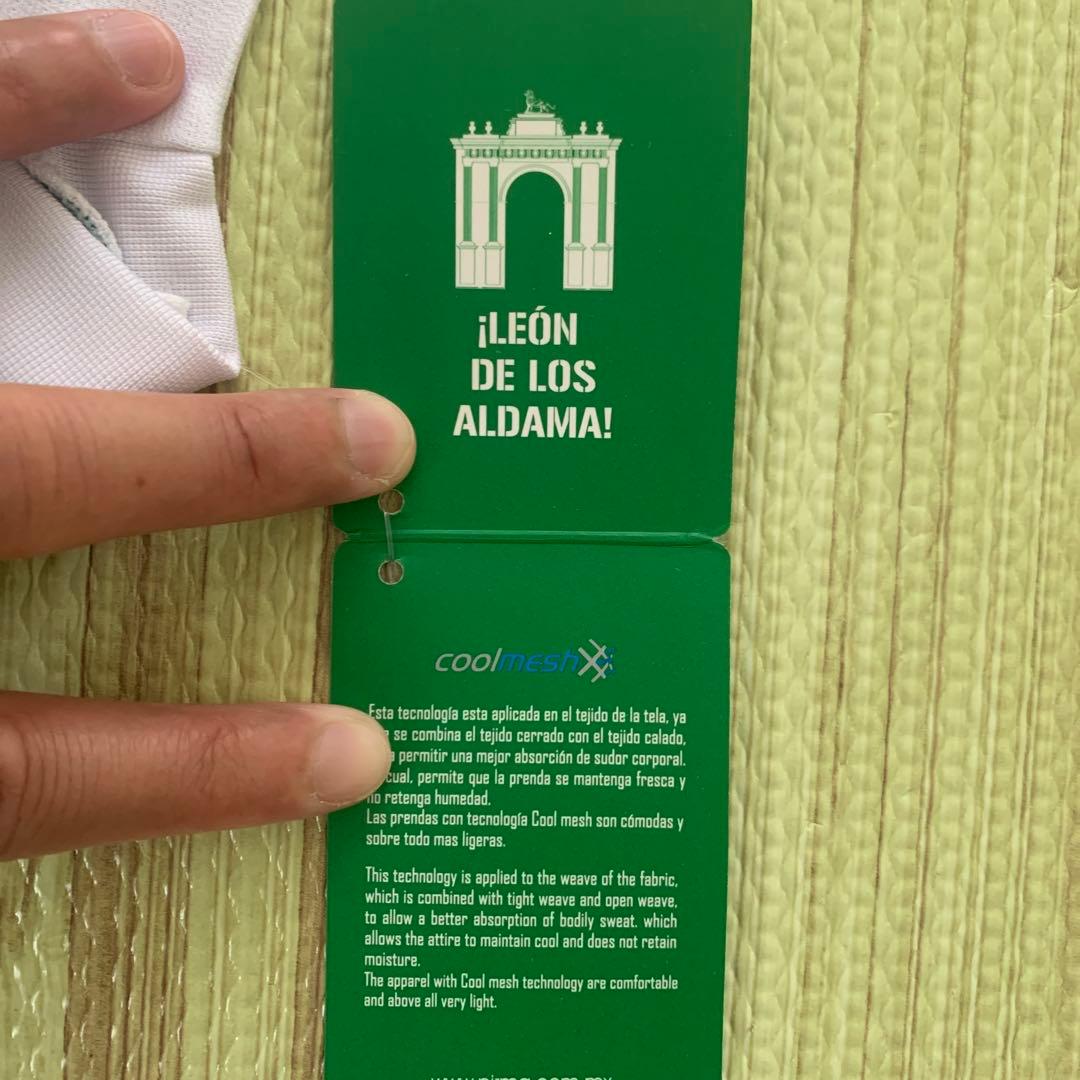 ¡LEÓN
DE LOS
ALDAMA!
coolmesh
Esta tecnología esta aplicada en el tejido de la tela, ya
se combina el tejido cerrado con el tejido calado,
permitir una mejor absorción de sudor corporal.
cual, permite que la prenda se mantenga fresca y
no retenga humedad.
Las prendas con tecnología Cool mesh son cómodas y
sobre todo mas ligeras.
This technology is applied to the weave of the fabric,
which is combined with tight weave and open weave,
to allow a better absorption of bodily sweat. which
allows the attire to maintain cool and does not retain
moisture.
The apparel with Cool mesh technology are comfortable
and above all very light.